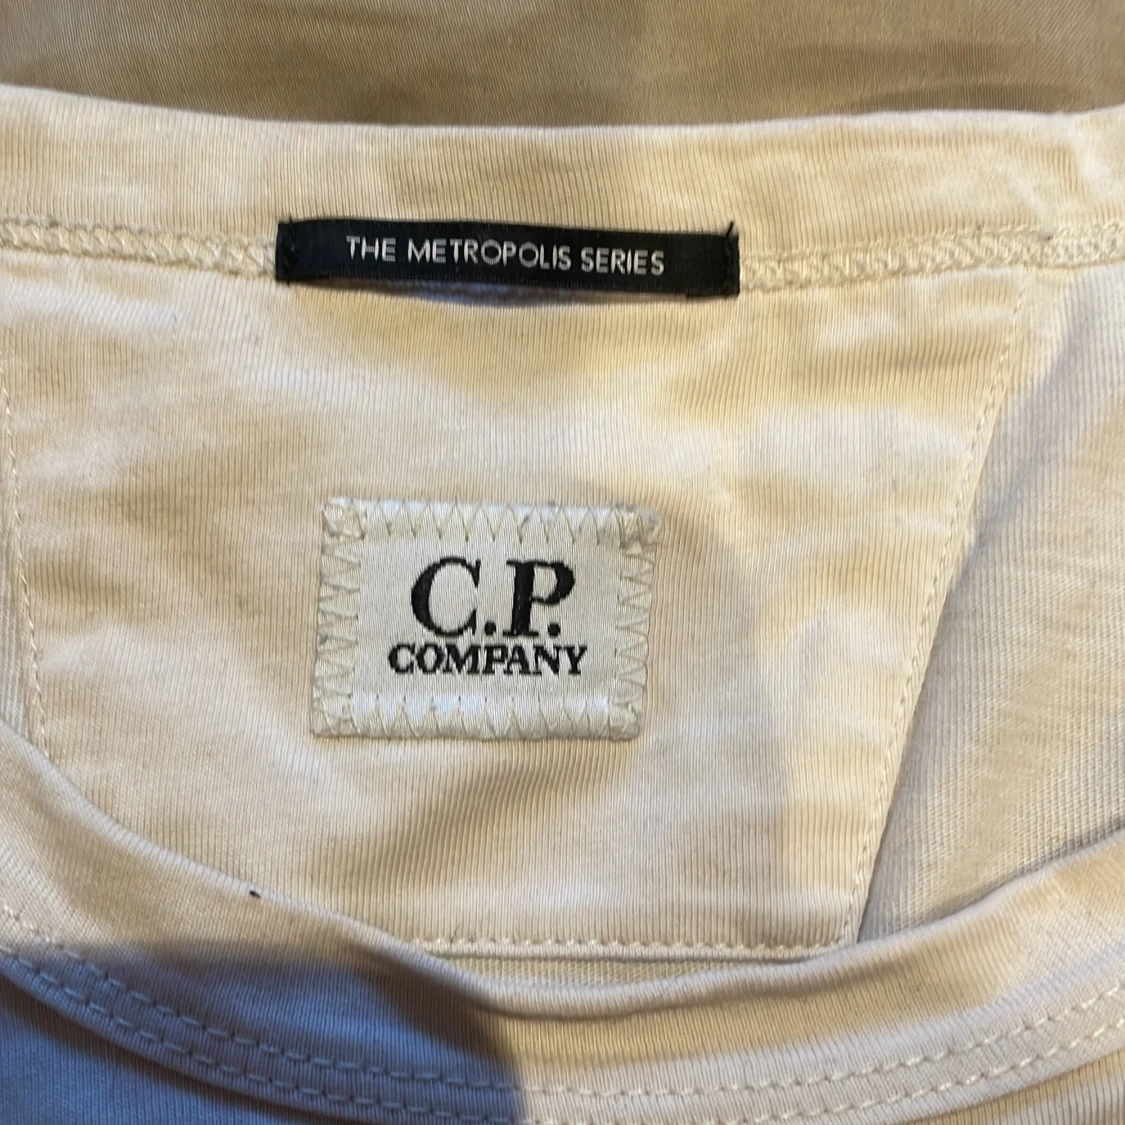 THE METROPOLIS SERIES
C.P.
COMPANY